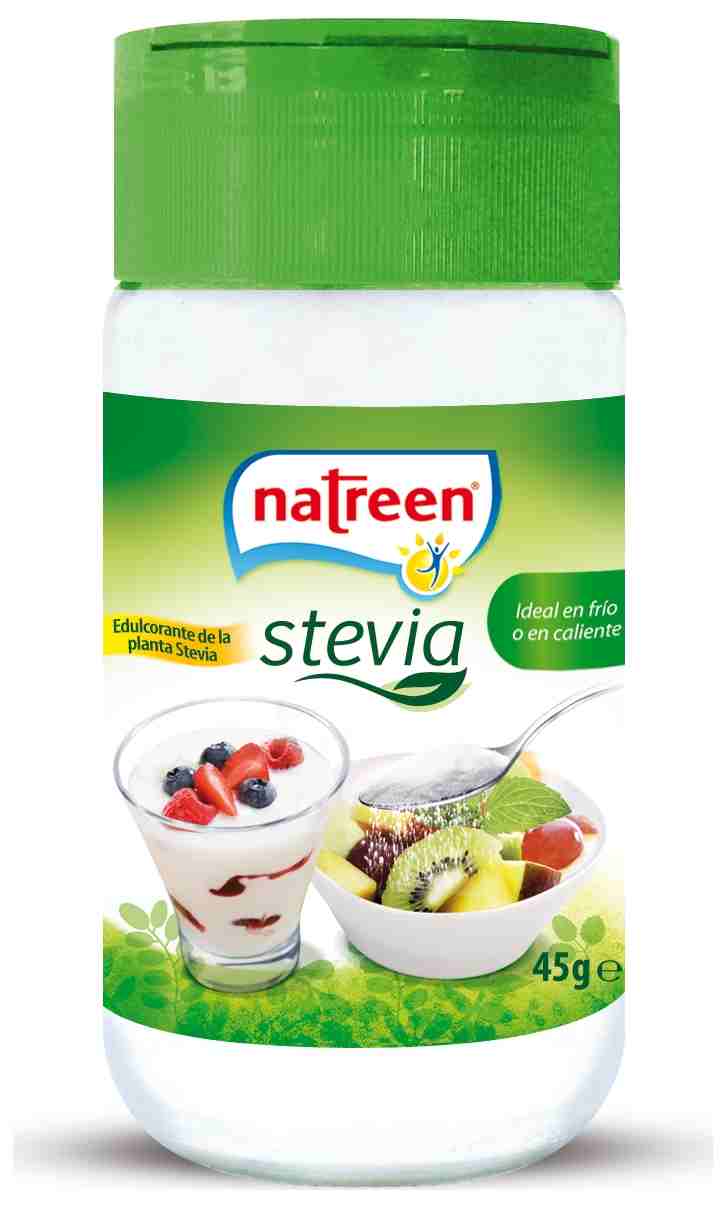 natreen®
stevia
Edulcorante de la
planta Stevia
Ideal en frío
o en caliente
45g ℮